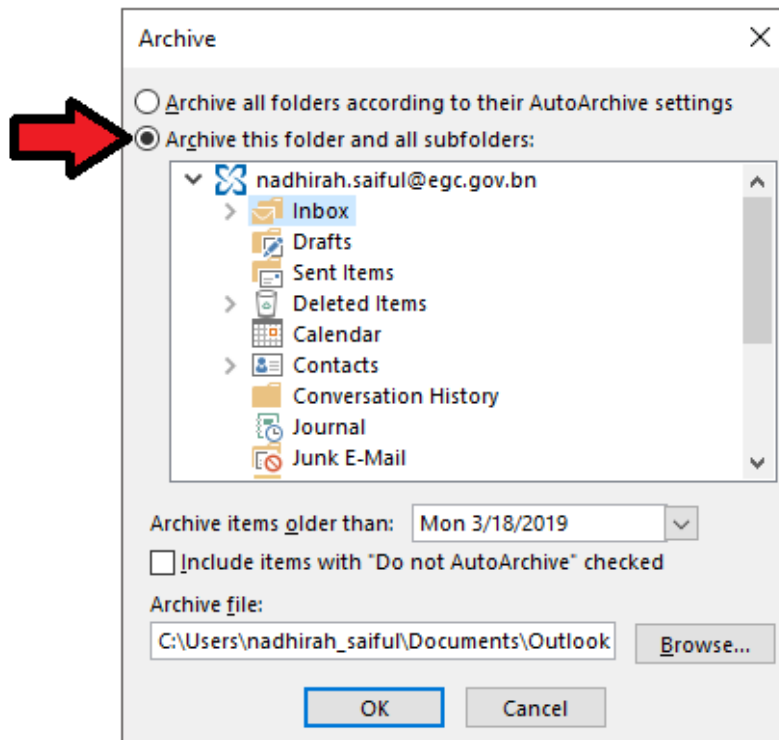 Archive
Archive all folders according to their AutoArchive settings
Archive this folder and all subfolders:
nadhirah.saiful@egc.gov.bn
Inbox
Drafts
Sent Items
Deleted Items
Calendar
Contacts
Conversation History
Journal
Junk E-Mail
Archive items older than: Mon 3/18/2019
Include items with "Do not AutoArchive" checked
Archive file:
C:\Users\nadhirah_saiful\Documents\Outlook Browse...
OK Cancel